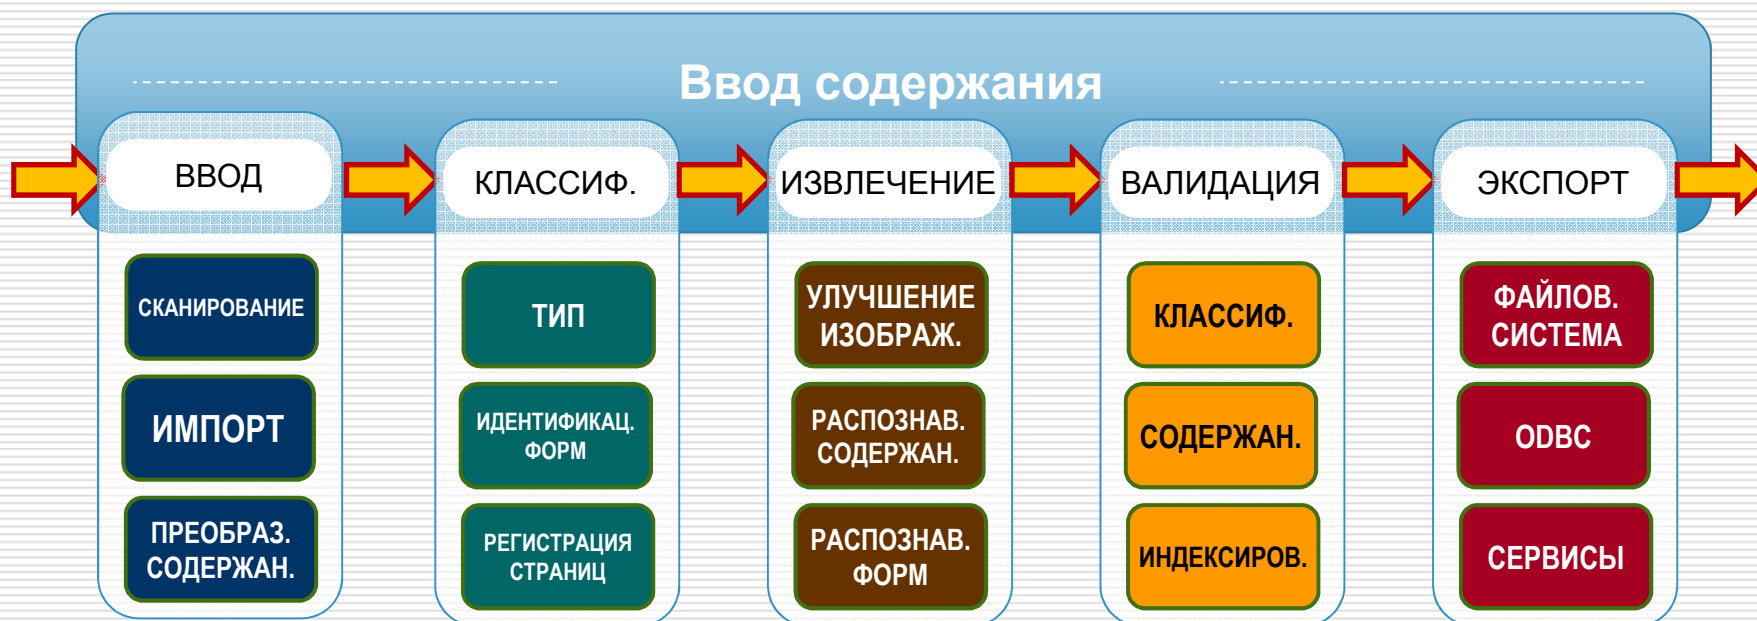 Ввод содержания
ВВОД
КЛАССИФ.
ИЗВЛЕЧЕНИЕ
ВАЛИДАЦИЯ
ЭКСПОРТ
СКАНИРОВАНИЕ
ИМПОРТ
ПРЕОБРАЗ.
СОДЕРЖАН.
ТИП
ИДЕНТИФИКАЦ.
ФОРМ
РЕГИСТРАЦИЯ
СТРАНИЦ
УЛУЧШЕНИЕ
ИЗОБРАЖ.
РАСПОЗНАВ.
СОДЕРЖАН.
РАСПОЗНАВ.
ФОРМ
КЛАССИФ.
СОДЕРЖАН.
ИНДЕКСИРОВ.
ФАЙЛОВ.
СИСТЕМА
ODBC
СЕРВИСЫ